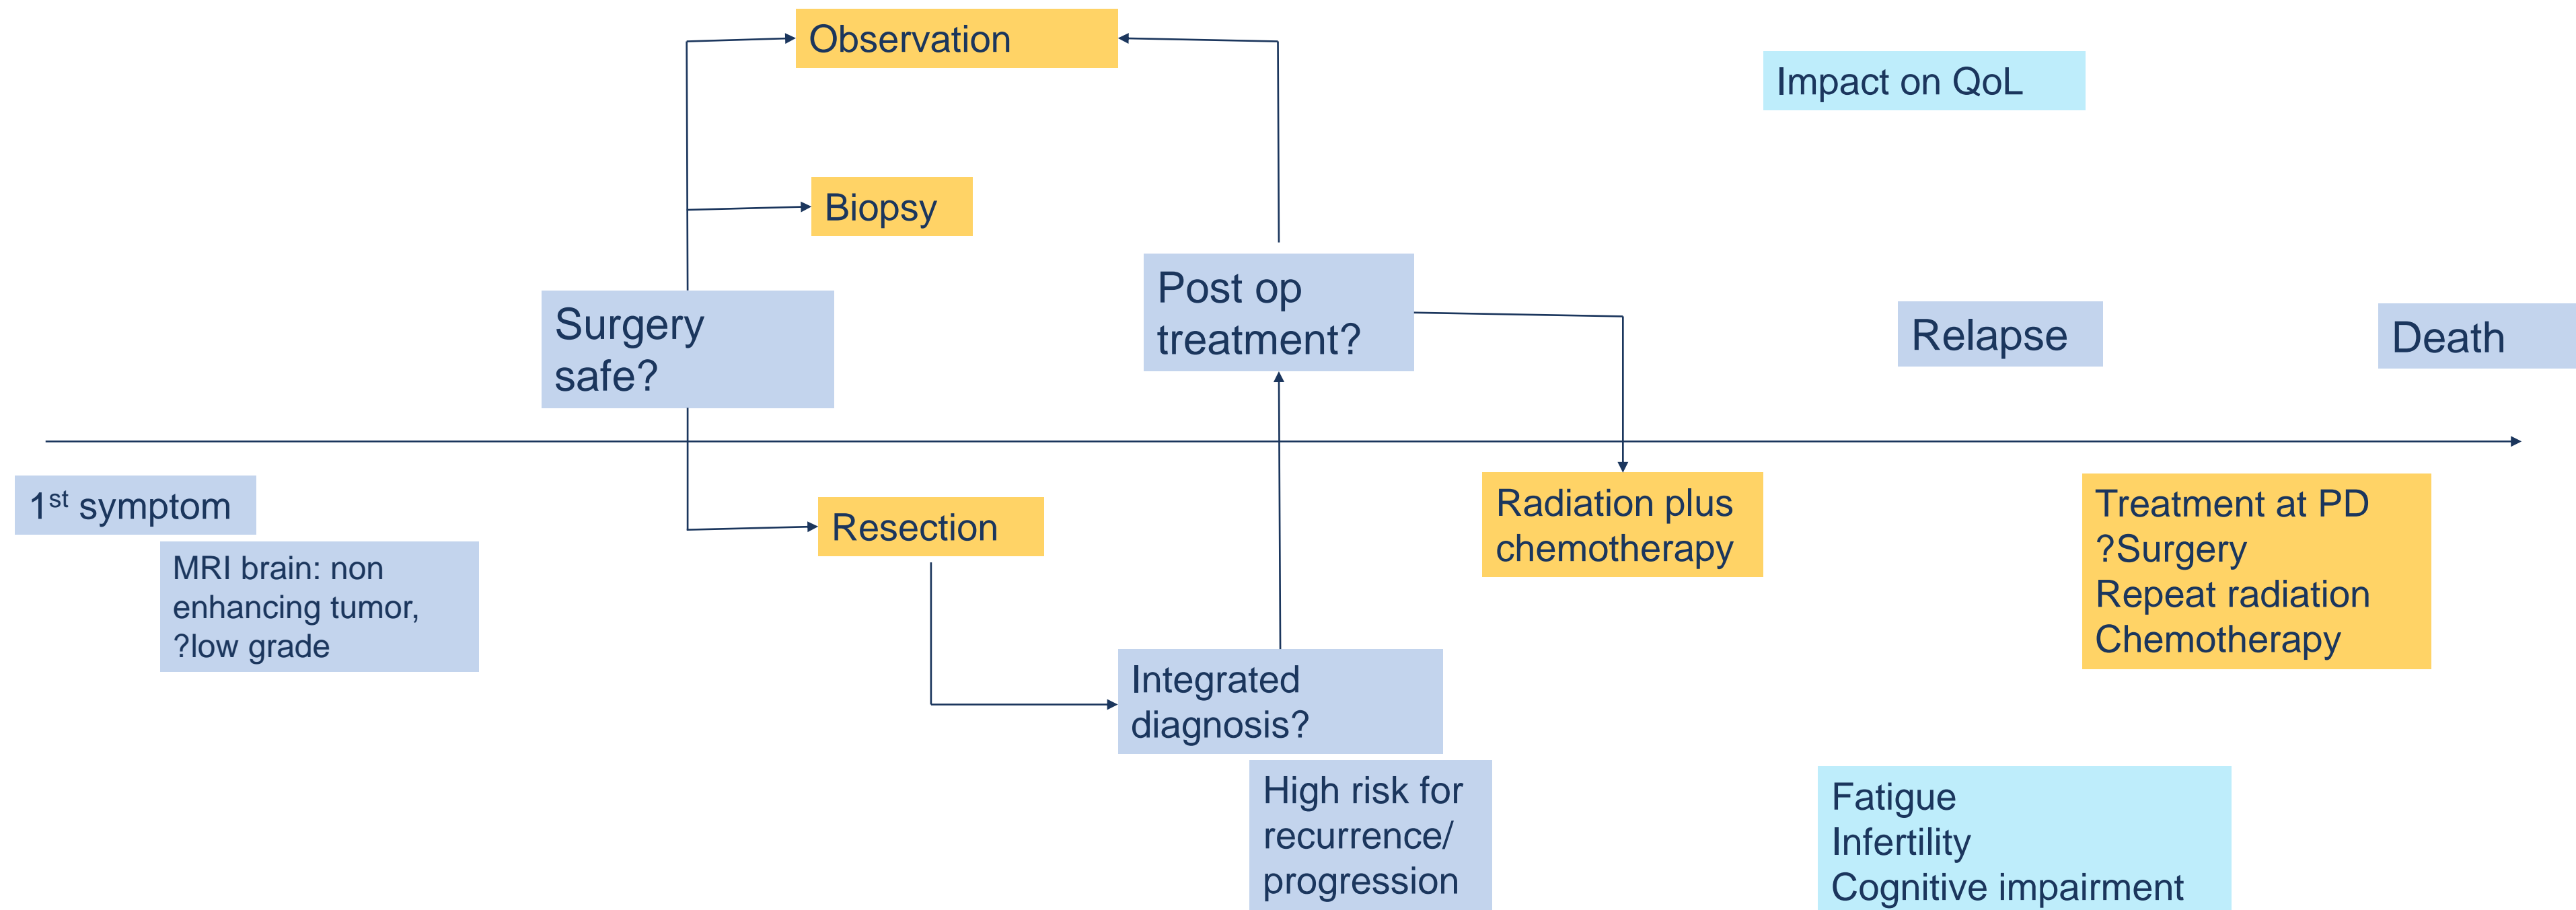 Observation
Impact on QoL
Biopsy
Surgery
safe?
Post op
treatment?
Relapse
Death
1st symptom
MRI brain: non
enhancing tumor,
?low grade
Resection
Radiation plus
chemotherapy
Treatment at PD
?Surgery
Repeat radiation
Chemotherapy
Integrated
diagnosis?
High risk for
recurrence/
progression
Fatigue
Infertility
Cognitive impairment